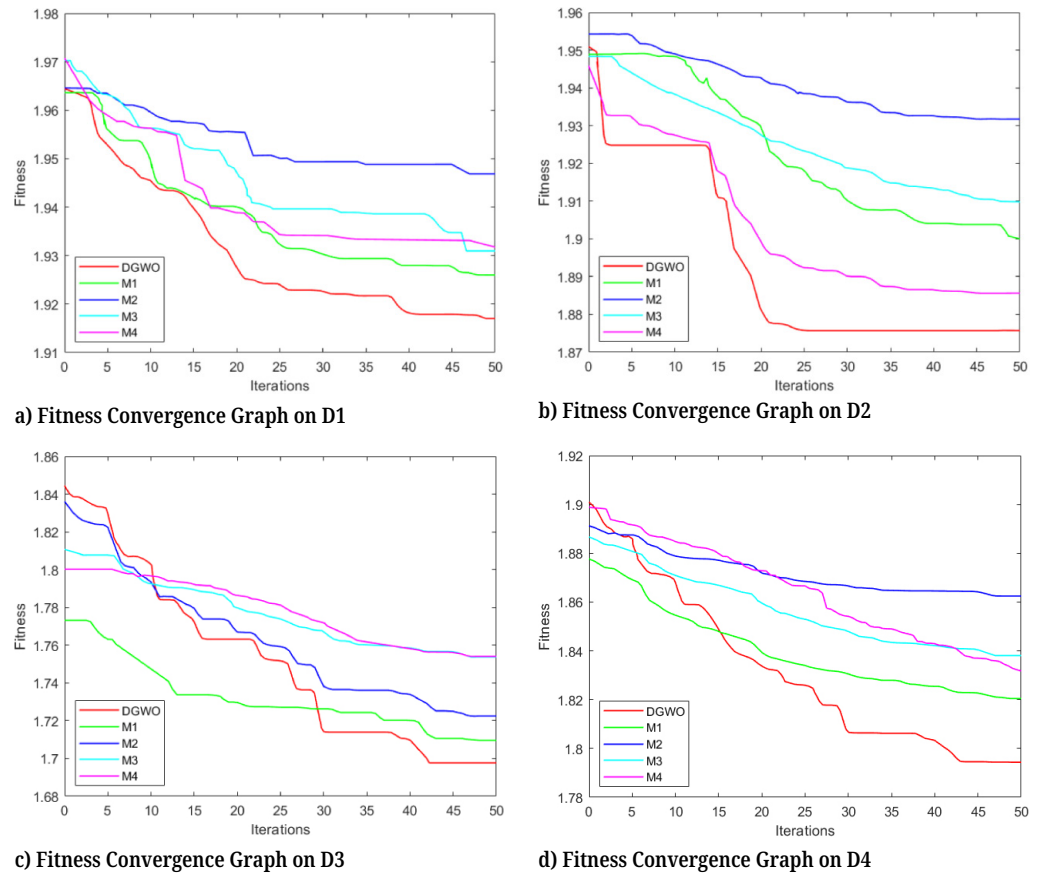 1.98
1.97
1.96
1.95
1.94
1.93
1.92
1.91
Fitness
0 5 10 15 20 25 30 35 40 45 50
Iterations
DGWO
M1
M2
M3
M4
a) Fitness Convergence Graph on D1
1.96
1.95
1.94
1.93
1.92
1.91
1.9
1.89
1.88
1.87
Fitness
0 5 10 15 20 25 30 35 40 45 50
Iterations
DGWO
M1
M2
M3
M4
b) Fitness Convergence Graph on D2
1.86
1.84
1.82
1.8
1.78
1.76
1.74
1.72
1.7
1.68
Fitness
0 5 10 15 20 25 30 35 40 45 50
Iterations
DGWO
M1
M2
M3
M4
c) Fitness Convergence Graph on D3
1.92
1.9
1.88
1.86
1.84
1.82
1.8
1.78
Fitness
0 5 10 15 20 25 30 35 40 45 50
Iterations
DGWO
M1
M2
M3
M4
d) Fitness Convergence Graph on D4